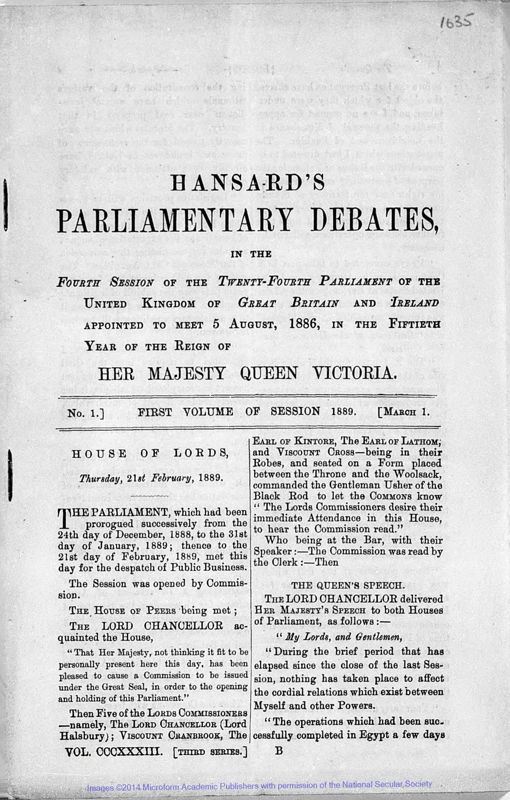 1635
HANSARD'S
PARLIAMENTARY DEBATES,
IN THE
FOURTH SESSION OF THE TWENTY-FOURTH PARLIAMENT OF THE
UNITED KINGDOM OF GREAT BRITAIN AND IRELAND
APPOINTED TO MEET 5 AUGUST, 1886, IN THE FIFTIETH
YEAR OF THE REIGN OF
HER MAJESTY QUEEN VICTORIA.
No. 1.] FIRST VOLUME OF SESSION 1889. [MARCH 1.
HOUSE OF LORDS,
Thursday, 21st February, 1889.
THE PARLIAMENT, which had been
prorogued successively from the
24th day of December, 1888, to the 31st
day of January, 1889; thence to the
21st day of February, 1889, met this
day for the despatch of Public Business.
The Session was opened by Commis-
sion.
THE HOUSE OF PEERS being met;
THE LORD CHANCELLOR ac-
quainted the House,
"That Her Majesty, not thinking it fit to be
personally present here this day, has been
pleased to cause a Commission to be issued
under the Great Seal, in order to the opening
and holding of this Parliament."
Then Five of the LORDS COMMISSIONERS
—namely, The LORD CHANCELLOR (Lord
Halsbury); VISCOUNT CRANBROOK, The
VOL. CCCXXXIII. [THIRD SERIES.]
EARL OF KINTORE, The EARL OF LATHOM,
and VISCOUNT CROSS—being in their
Robes, and seated on a Form placed
between the Throne and the Woolsack,
commanded the Gentleman Usher of the
Black Rod to let the COMMONS know
"The Lords Commissioners desire their
immediate Attendance in this House,
to hear the Commission read."
Who being at the Bar, with their
Speaker:—The Commission was read by
the Clerk:—Then
THE QUEEN'S SPEECH.
THE LORD CHANCELLOR delivered
HER MAJESTY'S SPEECH to both Houses
of Parliament, as follows:—
"My Lords, and Gentlemen,
"During the brief period that has
elapsed since the close of the last Ses-
sion, nothing has taken place to affect
the cordial relations which exist between
Myself and other Powers.
"The operations which had been suc-
cessfully completed in Egypt a few days
B
Images ©2014 Microform Academic Publishers with permission of the National Secular Society